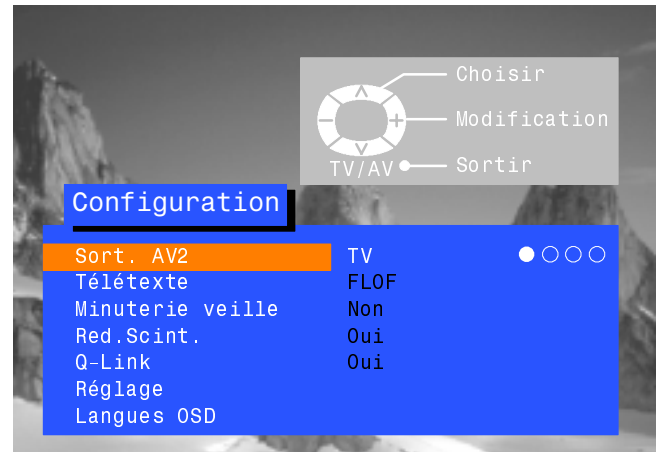 Choisir
Modification
TV/AV Sortir
Configuration
Sort. AV2 TV
Télétexte FLOF
Minuterie veille Non
Red.Scint. Oui
Q-Link Oui
Réglage
Langues OSD